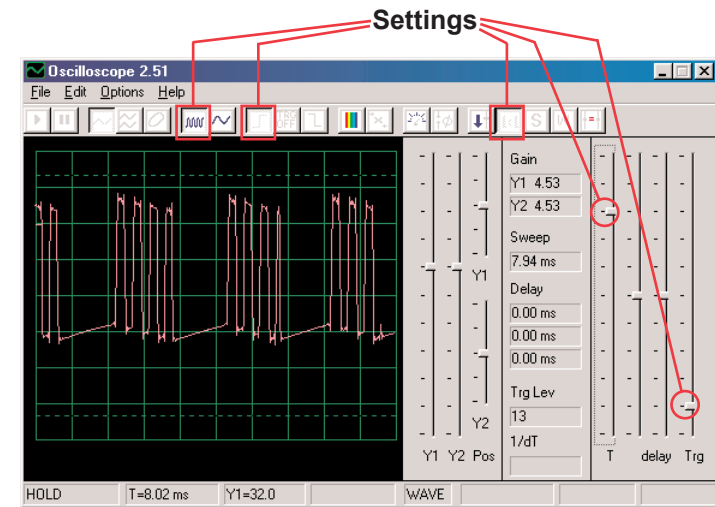 Settings
Oscilloscope 2.51
File Edit Options Help
TRG OFF
Gain
Y1 4.53
Y2 4.53
Sweep
7.94 ms
Y1
Delay
0.00 ms
0.00 ms
0.00 ms
Trg Lev
13
Y2
1/dT
Y1 Y2 Pos
T delay Trg
HOLD T=8.02 ms Y1=32.0 WAVE